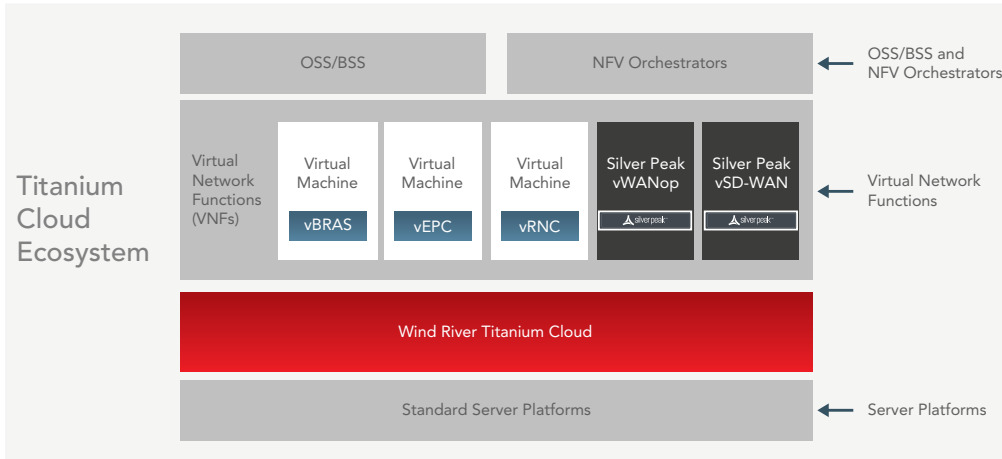 Titanium
Cloud
Ecosystem
OSS/BSS
NFV Orchestrators
OSS/BSS and
NFV Orchestrators
Virtual
Network
Functions
(VNFs)
Virtual
Machine
vBRAS
Virtual
Machine
vEPC
Virtual
Machine
vRNC
Silver Peak
vWANop
silver peak™
Silver Peak
vSD-WAN
silver peak™
Virtual Network
Functions
Wind River Titanium Cloud
Standard Server Platforms
Server Platforms